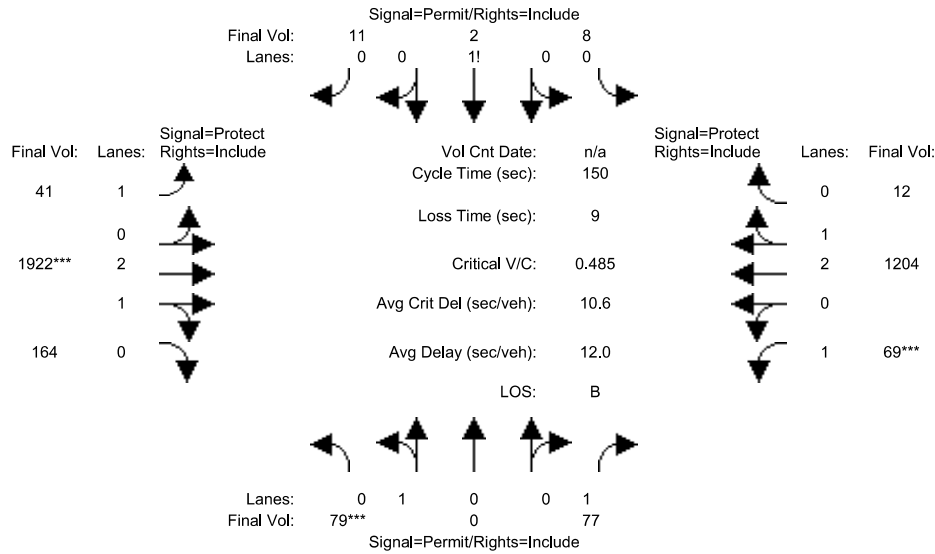 Signal=Permit/Rights=Include
Final Vol: 11 2 8
Lanes: 0 0 1! 0 0
Signal=Protect
Final Vol: Lanes: Rights=Include
Vol Cnt Date: n/a
Signal=Protect
Rights=Include Lanes: Final Vol:
Cycle Time (sec): 150
41 1
0 12
Loss Time (sec): 9
0
1
1922*** 2
Critical V/C: 0.485
2 1204
1
Avg Crit Del (sec/veh): 10.6
0
164 0
Avg Delay (sec/veh): 12.0
1 69***
LOS: B
Lanes: 0 1 0 0 1
Final Vol: 79*** 0 77
Signal=Permit/Rights=Include